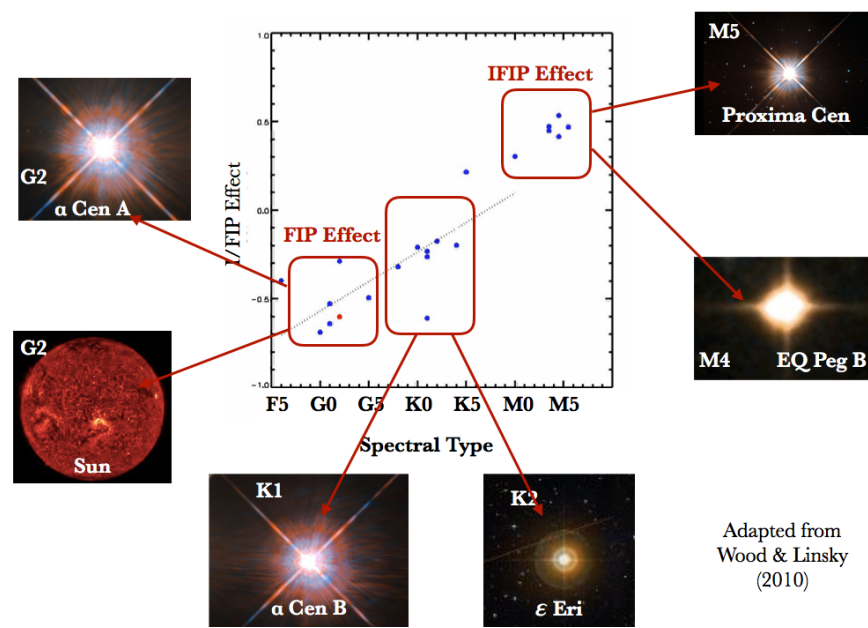 M5
Proxima Cen
G2
α Cen A
1.0
0.5
0.0
−0.5
−1.0
I/FIP Effect
IFIP Effect
FIP Effect
F5 G0 G5 K0 K5 M0 M5
Spectral Type
G2
Sun
M4 EQ Peg B
K1
α Cen B
K2
ε Eri
Adapted from
Wood & Linsky
(2010)